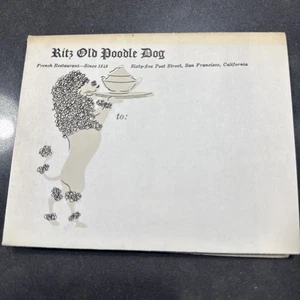 Ritz Old Poodle Dog
French Restaurant—Since 1849 Sixty-five Post Street, San Francisco, California
to: